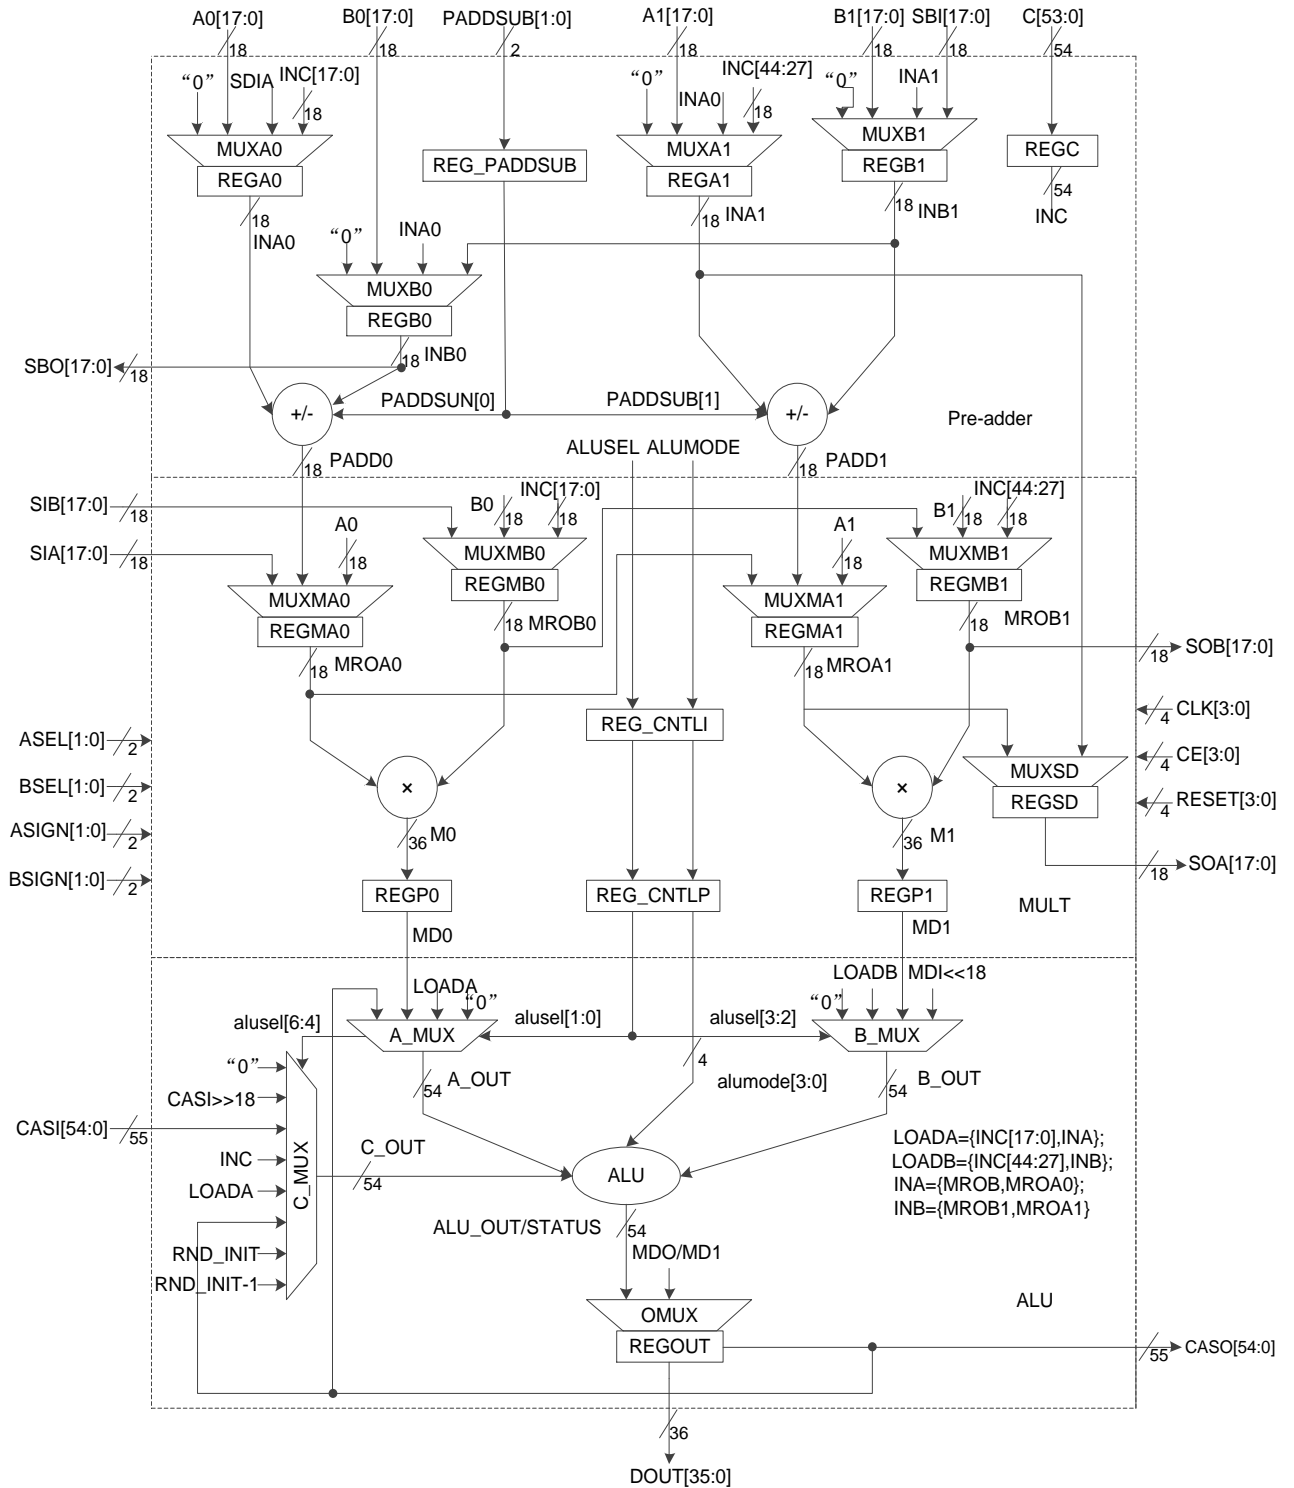 A0[17:0] B0[17:0] PADDSUB[1:0] A1[17:0] B1[17:0] SBI[17:0] C[53:0]
18 18 2 18 18 18 54
“0” SDIA INC[17:0] “0” INA0 INC[44:27] “0” INA1
18 18
MUXA0 MUXA1 MUXB1 REGC
REGA0 REG_PADDSUB REGA1 REGB1
54
18 18 INA1 18 INB1 INC
INA0
“0” INA0
MUXB0
REGB0
18 INB0
SBO[17:0] 18
PADDSUN[0] PADDSUB[1]
+/- +/-
Pre-adder
ALUSEL ALUMODE
18 PADD0 18 PADD1
SIB[17:0] 18 B0 18 INC[17:0] 18 B1 18 INC[44:27] 18
SIA[17:0] 18 A0 18 A1 18
MUXMB0 MUXMB1
REGMB0 REGMB1
MUXMA0 MUXMA1
REGMA0 REGMA1
18 MROB0 18 MROB1
18 MROA0 18 MROA1
18 SOB[17:0]
4 CLK[3:0]
REG_CNTLI
ASEL[1:0] 2
4 CE[3:0]
MUXSD
BSEL[1:0] 2
× ×
REGSD
4 RESET[3:0]
ASIGN[1:0] 2
36 M0 36 M1
18 SOA[17:0]
BSIGN[1:0] 2
REGP0 REG_CNTLP REGP1
MULT
MD0 MD1
LOADA “0” “0” LOADB MDI<<18
alusel[6:4] A_MUX alusel[1:0] alusel[3:2] B_MUX
“0”
4
54 A_OUT alumode[3:0] 54 B_OUT
CASI>>18
CASI[54:0] 55
C_MUX
C_OUT
54
INC
LOADA
RND_INIT
RND_INIT-1
ALU
LOADA={INC[17:0],INA};
LOADB={INC[44:27],INB};
INA={MROB,MROA0};
INB={MROB1,MROA1}
ALU_OUT/STATUS 54
MDO/MD1
OMUX
ALU
REGOUT
55 CASO[54:0]
36
DOUT[35:0]